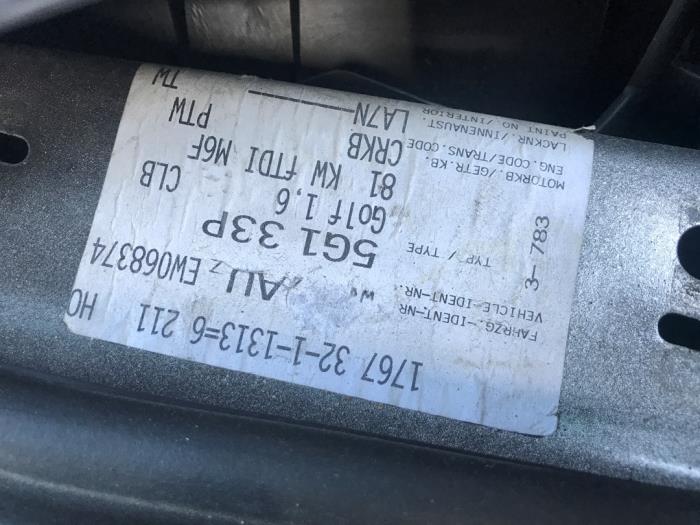 1767 32-1-1313=6 211 HO
FAHRZG.-IDENT-NR
VEHICLE-IDENT-NR. W AU EW068374
TYP / TYPE 5G1 33P
3- 783 Golf 1,6 CLB
81 KW fTDI M6F
MOTORKB./GETR.KB.
ENG.CODE/TRANS.CODE CRKB PTW
LACKNR./INNENAUST.
PAINT NO./INTERIOR LA7N TW